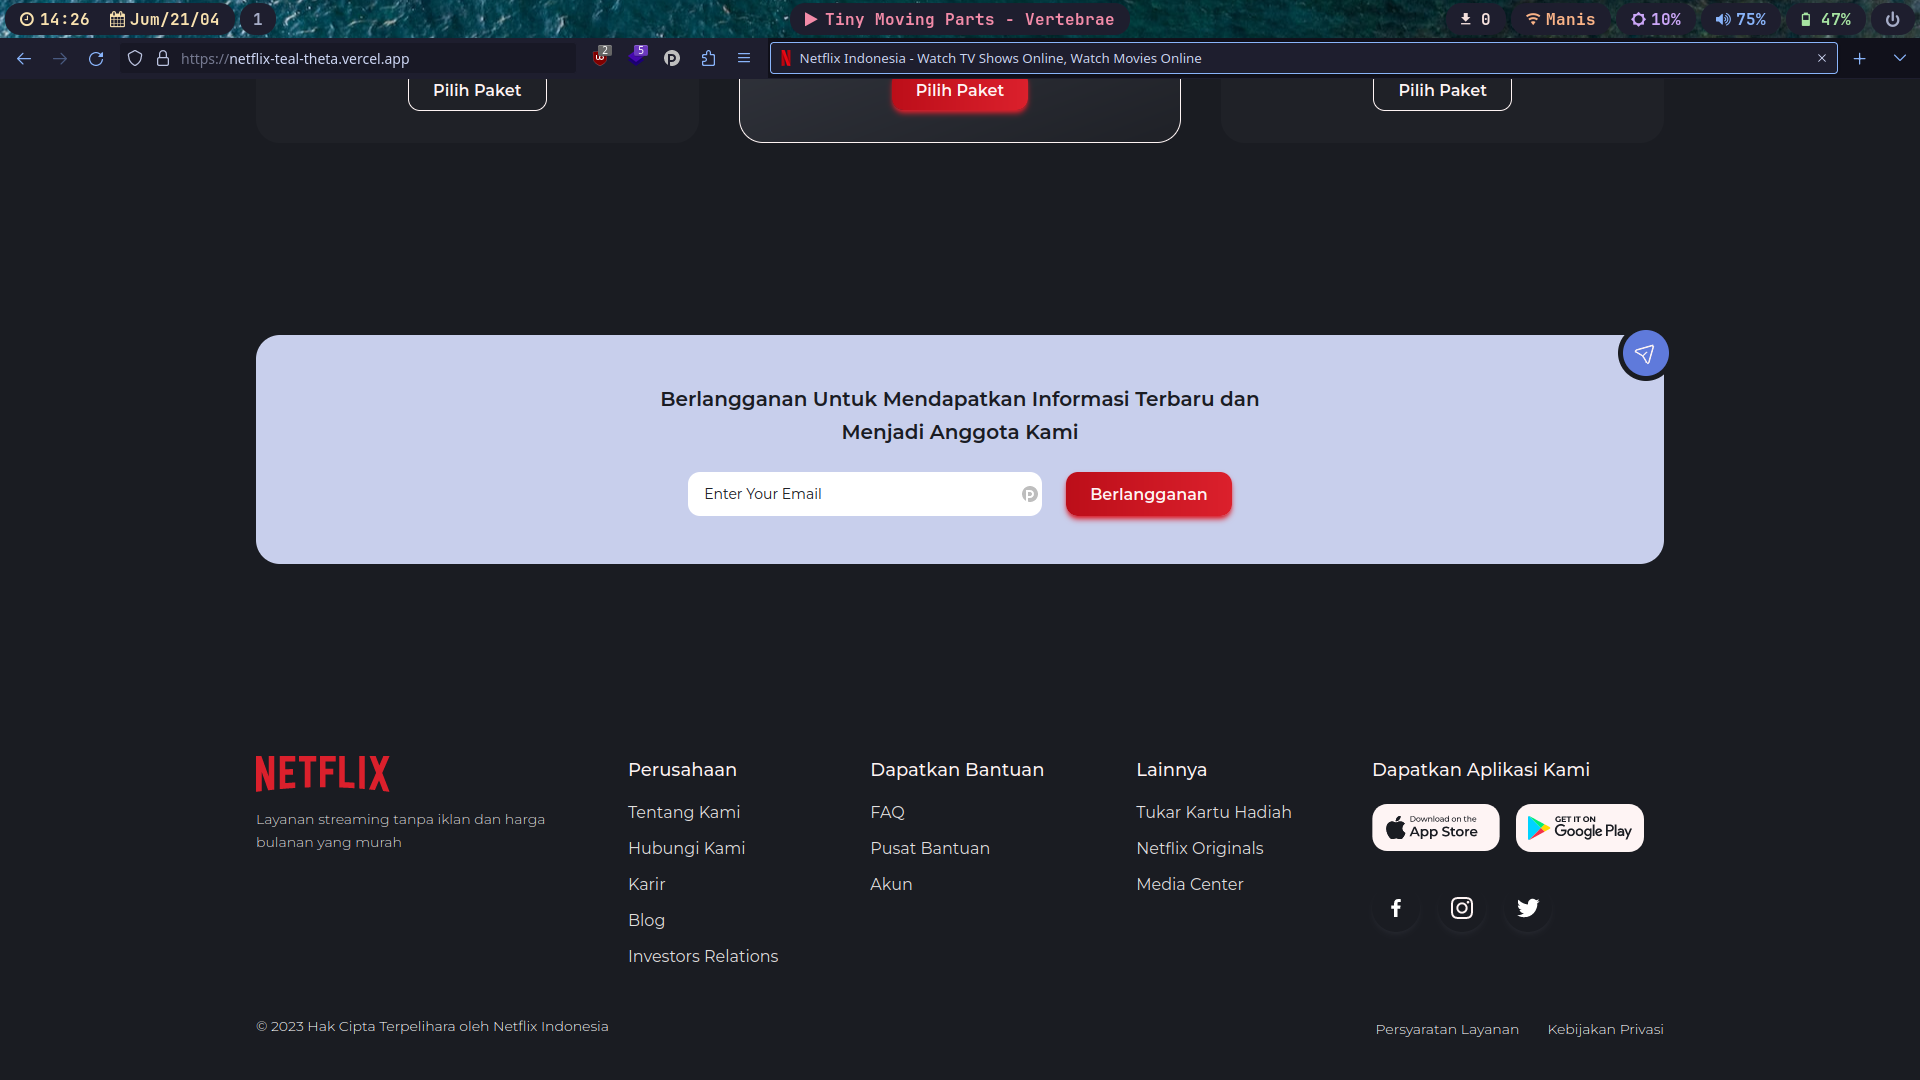 14:26 Jum/21/04 1 Tiny Moving Parts - Vertebrae 0 Manis 10% 75% 47%
https://netflix-teal-theta.vercel.app 2 5 Netflix Indonesia - Watch TV Shows Online, Watch Movies Online
Pilih Paket Pilih Paket Pilih Paket
Berlangganan Untuk Mendapatkan Informasi Terbaru dan
Menjadi Anggota Kami
Enter Your Email Berlangganan
NETFLIX
Layanan streaming tanpa iklan dan harga
bulanan yang murah
Perusahaan
Tentang Kami
Hubungi Kami
Karir
Blog
Investors Relations
Dapatkan Bantuan
FAQ
Pusat Bantuan
Akun
Lainnya
Tukar Kartu Hadiah
Netflix Originals
Media Center
Dapatkan Aplikasi Kami
Download on the
App Store
GET IT ON
Google Play
© 2023 Hak Cipta Terpelihara oleh Netflix Indonesia
Persyaratan Layanan Kebijakan Privasi